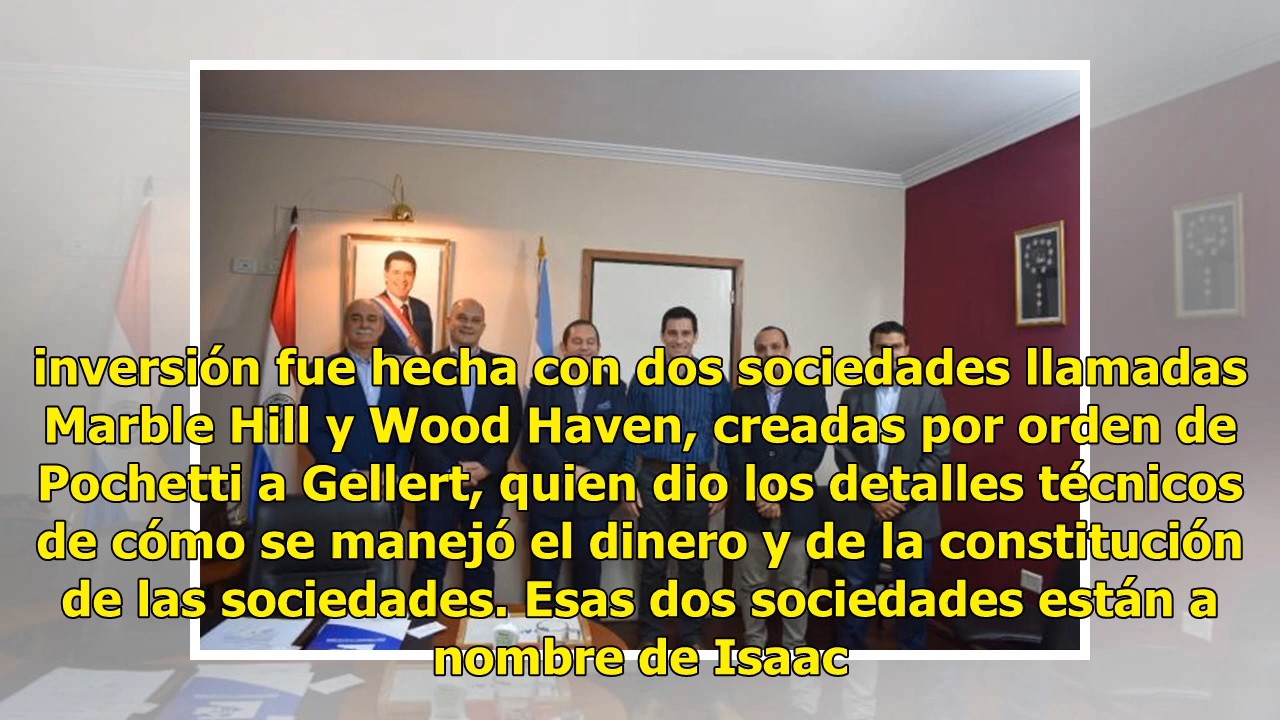 inversión fue hecha con dos sociedades llamadas
Marble Hill y Wood Haven, creadas por orden de
Pochetti a Gellert, quien dio los detalles técnicos
de cómo se manejó el dinero y de la constitución
de las sociedades. Esas dos sociedades están a
nombre de Isaac